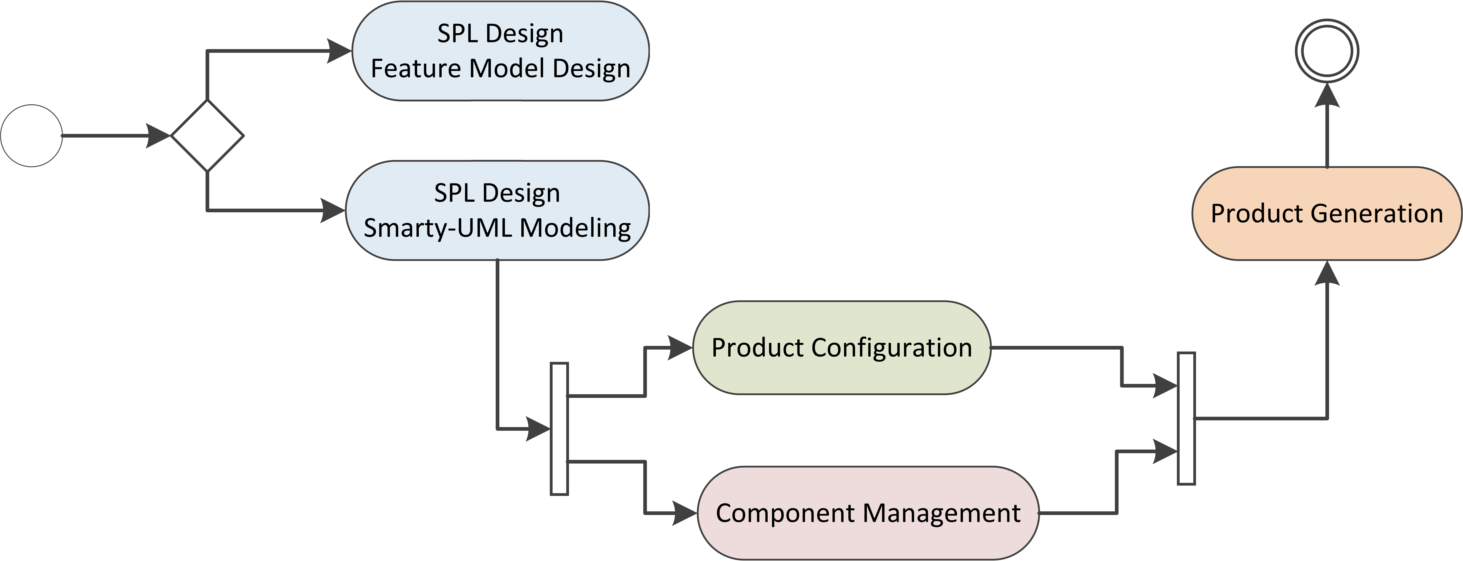 SPL Design
Feature Model Design
SPL Design
Smarty-UML Modeling
Product Generation
Product Configuration
Component Management